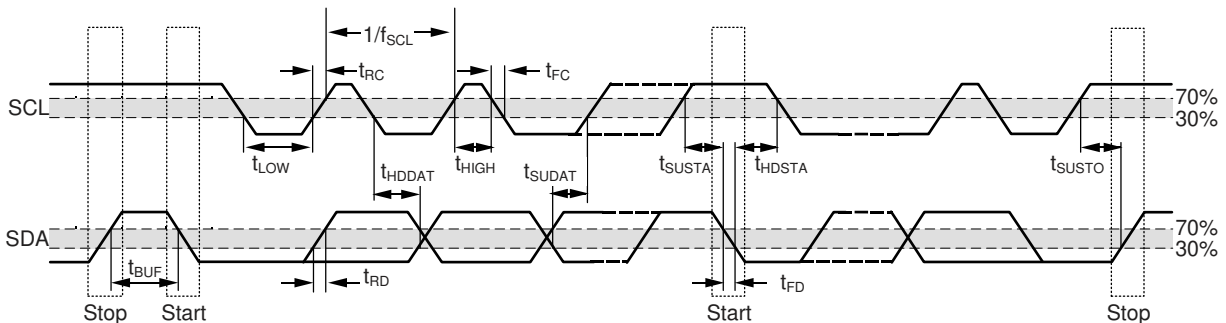 1/fSCL
tRC
tFC
SCL
70%
30%
tLOW
tHDDAT
tHIGH
tSUDAT
tSUSTA
tHDSTA
tSUSTO
SDA
70%
30%
tBUF
tRD
tFD
Stop
Start
Start
Stop